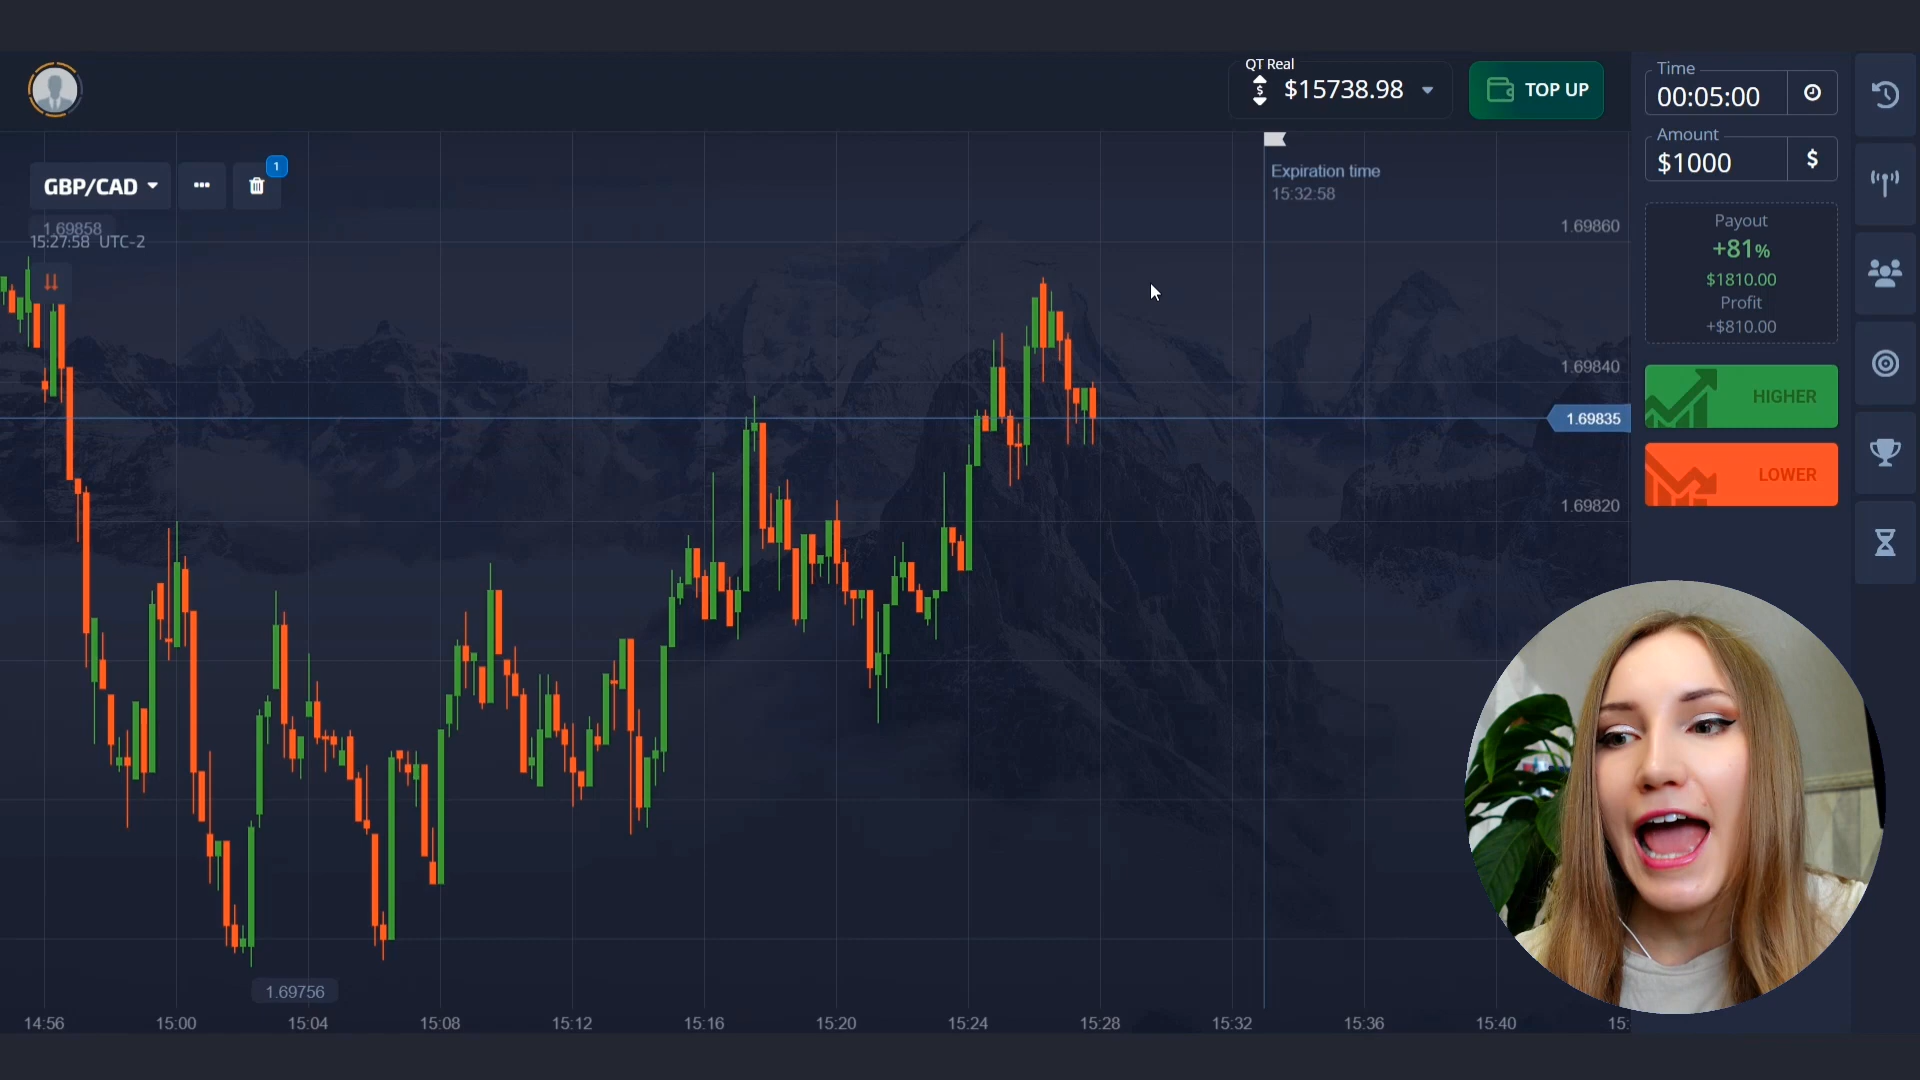 QT Real
$15738.98
TOP UP
Time
00:05:00
Amount
$1000
$
Expiration time
15:32:58
GBP/CAD
1
1.69858
15:27:58 UTC-2
1.69860
1.69840
1.69835
1.69820
Payout
+81%
$1810.00
Profit
+$810.00
HIGHER
LOWER
1.69756
14:56
15:00
15:04
15:08
15:12
15:16
15:20
15:24
15:28
15:32
15:36
15:40
15: